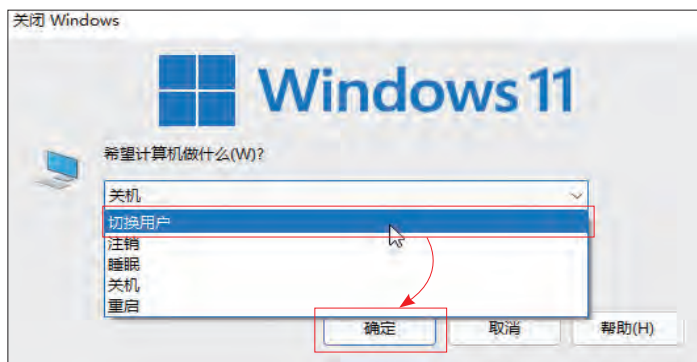 关闭 Windows
Windows 11
希望计算机做什么(W)?
关机
切换用户
注销
睡眠
关机
重启
确定 取消 帮助(H)